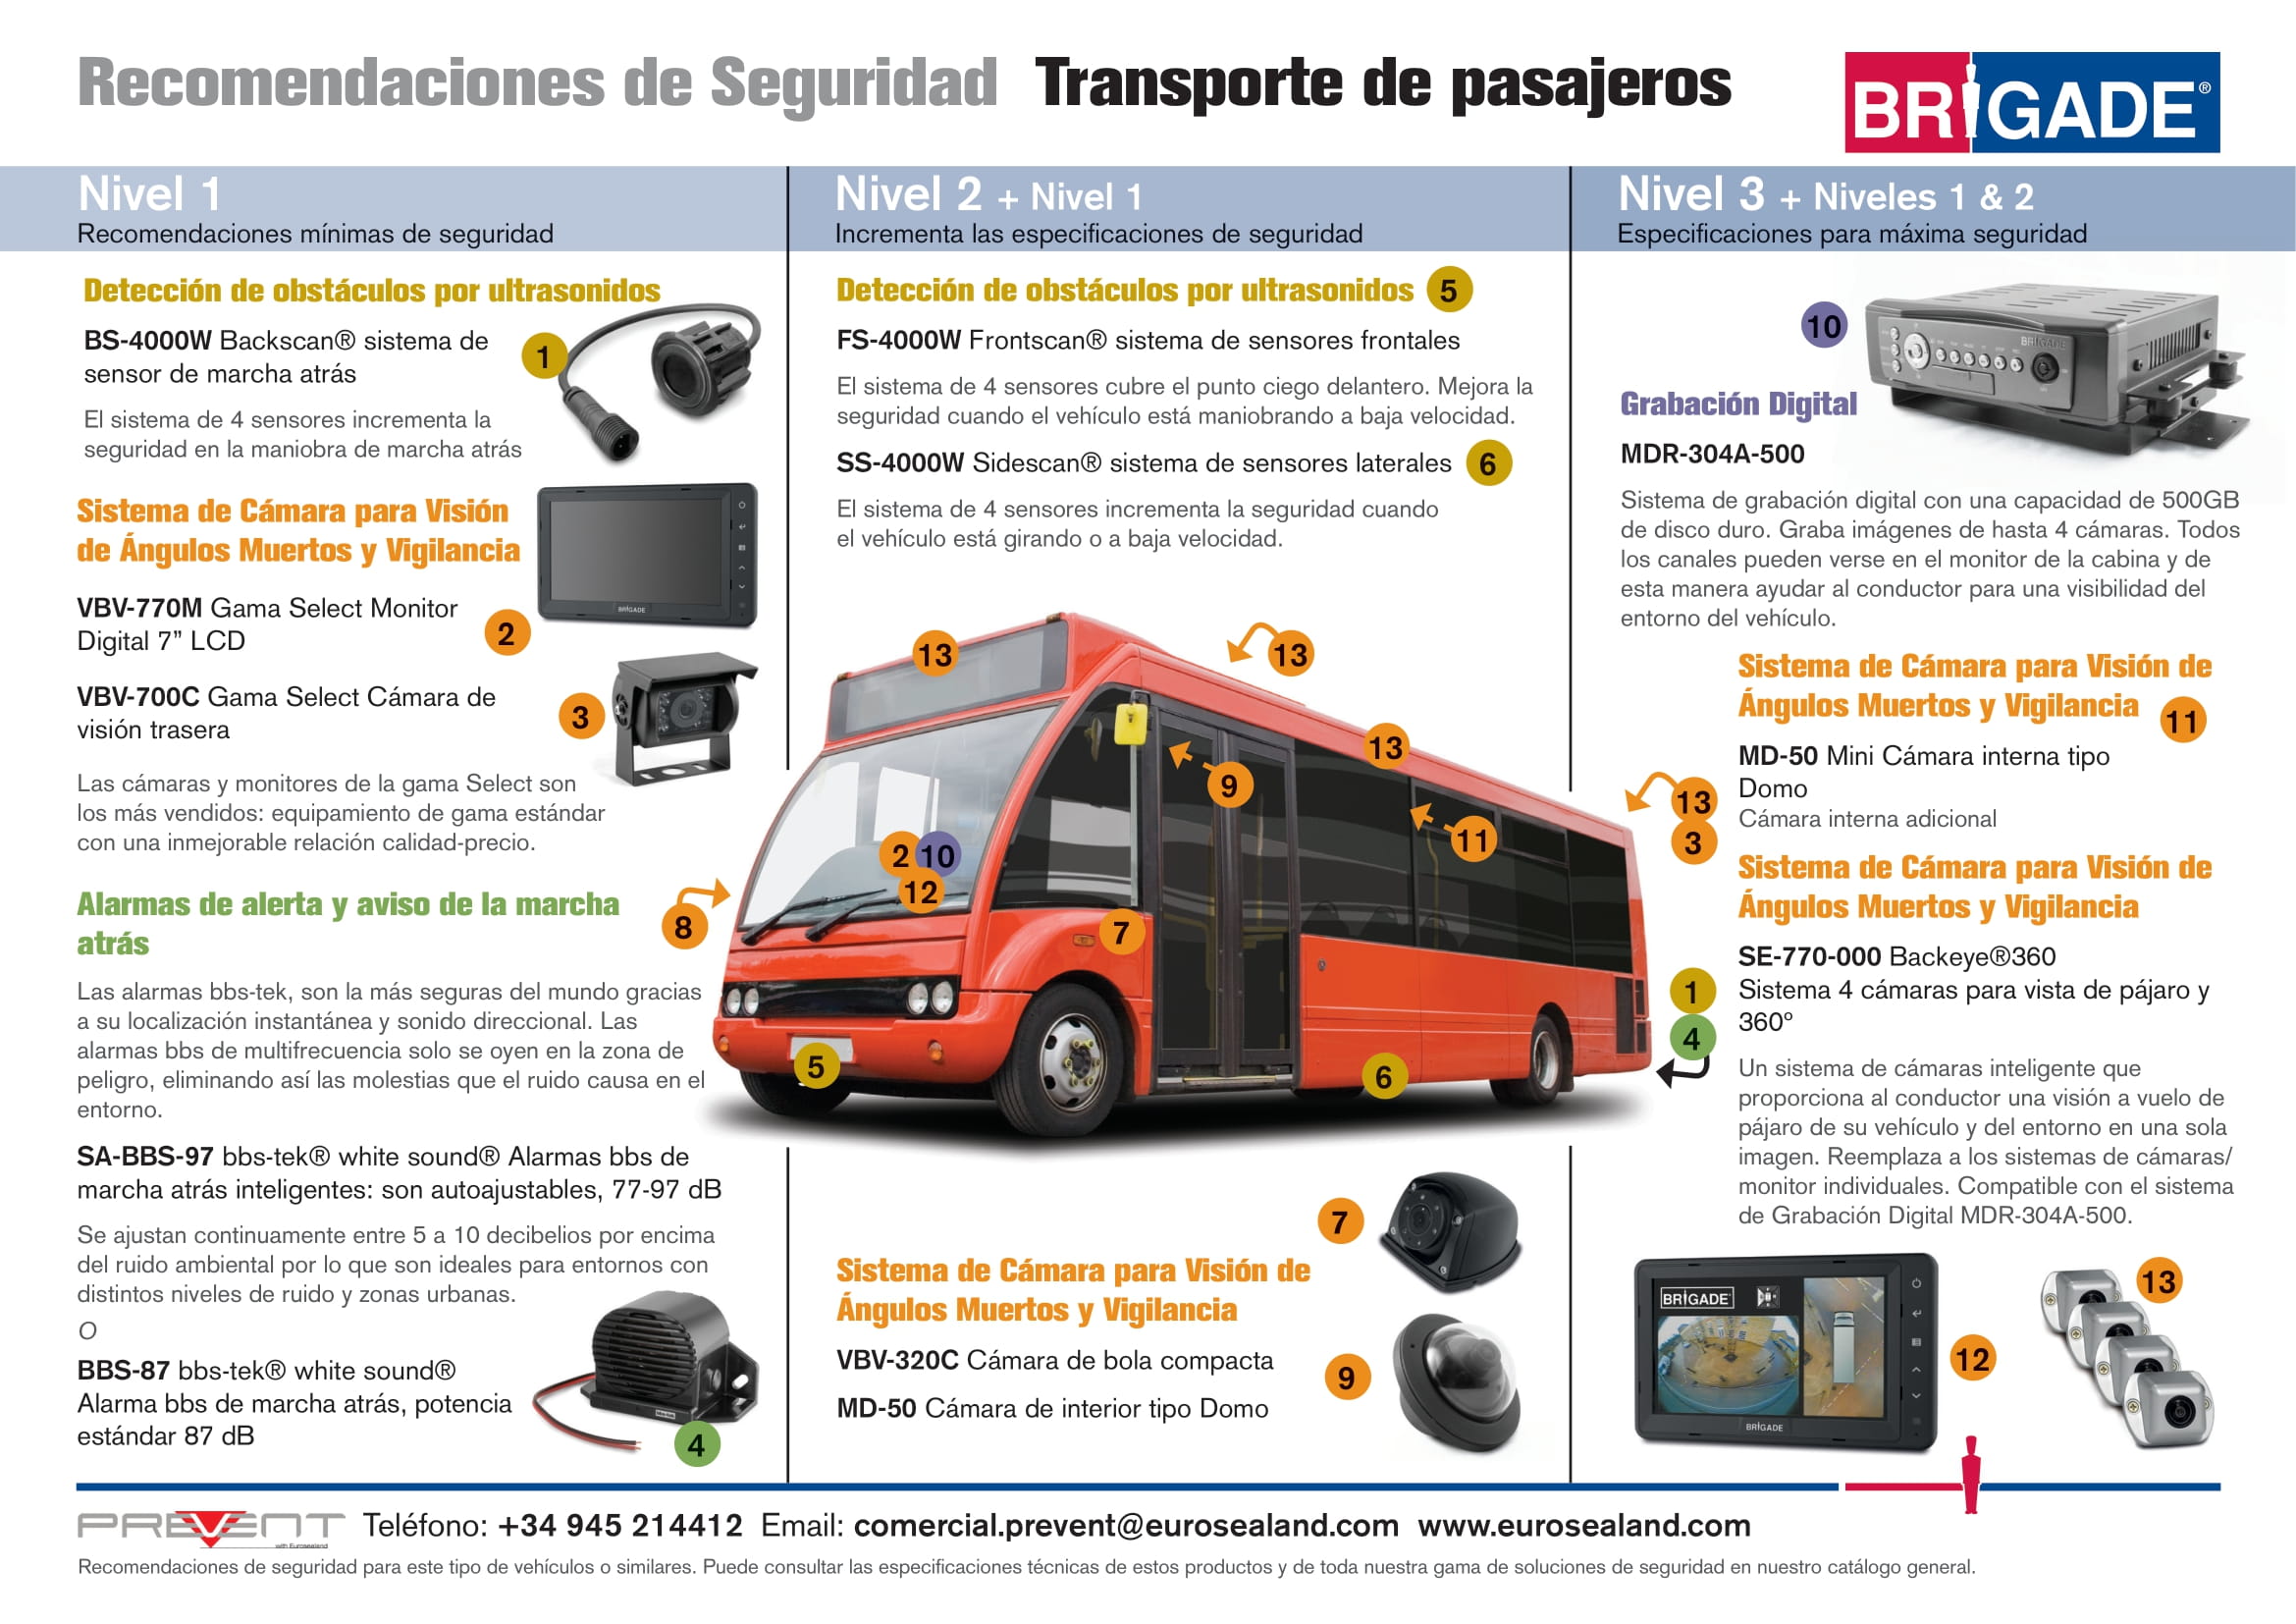 Recomendaciones de Seguridad Transporte de pasajeros
BRIGADE®
Nivel 1
Recomendaciones mínimas de seguridad
Detección de obstáculos por ultrasonidos
BS-4000W Backscan® sistema de
sensor de marcha atrás
1
El sistema de 4 sensores incrementa la
seguridad en la maniobra de marcha atrás
Sistema de Cámara para Visión
de Ángulos Muertos y Vigilancia
BRIGADE
VBV-770M Gama Select Monitor
Digital 7" LCD
2
VBV-700C Gama Select Cámara de
visión trasera
3
Las cámaras y monitores de la gama Select son
los más vendidos: equipamiento de gama estándar
con una inmejorable relación calidad-precio.
Alarmas de alerta y aviso de la marcha
atrás
Las alarmas bbs-tek, son la más seguras del mundo gracias
a su localización instantánea y sonido direccional. Las
alarmas bbs de multifrecuencia solo se oyen en la zona de
peligro, eliminando así las molestias que el ruido causa en el
entorno.
SA-BBS-97 bbs-tek® white sound® Alarmas bbs de
marcha atrás inteligentes: son autoajustables, 77-97 dB
Se ajustan continuamente entre 5 a 10 decibelios por encima
del ruido ambiental por lo que son ideales para entornos con
distintos niveles de ruido y zonas urbanas.
O
BBS-87 bbs-tek® white sound®
Alarma bbs de marcha atrás, potencia
estándar 87 dB
4
Nivel 2 + Nivel 1
Incrementa las especificaciones de seguridad
Detección de obstáculos por ultrasonidos 5
FS-4000W Frontscan® sistema de sensores frontales
El sistema de 4 sensores cubre el punto ciego delantero. Mejora la
seguridad cuando el vehículo está maniobrando a baja velocidad.
SS-4000W Sidescan® sistema de sensores laterales 6
El sistema de 4 sensores incrementa la seguridad cuando
el vehículo está girando o a baja velocidad.
13
13
13
9
11
13
3
2 10
12
8
7
1
4
5
6
7
Sistema de Cámara para Visión de
Ángulos Muertos y Vigilancia
VBV-320C Cámara de bola compacta
9
MD-50 Cámara de interior tipo Domo
Nivel 3 + Niveles 1 & 2
Especificaciones para máxima seguridad
10
BRIGADE
Grabación Digital
MDR-304A-500
Sistema de grabación digital con una capacidad de 500GB
de disco duro. Graba imágenes de hasta 4 cámaras. Todos
los canales pueden verse en el monitor de la cabina y de
esta manera ayudar al conductor para una visibilidad del
entorno del vehículo.
Sistema de Cámara para Visión de
Ángulos Muertos y Vigilancia 11
MD-50 Mini Cámara interna tipo
Domo
Cámara interna adicional
Sistema de Cámara para Visión de
Ángulos Muertos y Vigilancia
SE-770-000 Backeye®360
Sistema 4 cámaras para vista de pájaro y
360º
Un sistema de cámaras inteligente que
proporciona al conductor una visión a vuelo de
pájaro de su vehículo y del entorno en una sola
imagen. Reemplaza a los sistemas de cámaras/
monitor individuales. Compatible con el sistema
de Grabación Digital MDR-304A-500.
BRIGADE
BRIGADE
12
13
PREVENT
with Eurosealand
Teléfono: +34 945 214412 Email: comercial.prevent@eurosealand.com www.eurosealand.com
Recomendaciones de seguridad para este tipo de vehículos o similares. Puede consultar las especificaciones técnicas de estos productos y de toda nuestra gama de soluciones de seguridad en nuestro catálogo general.